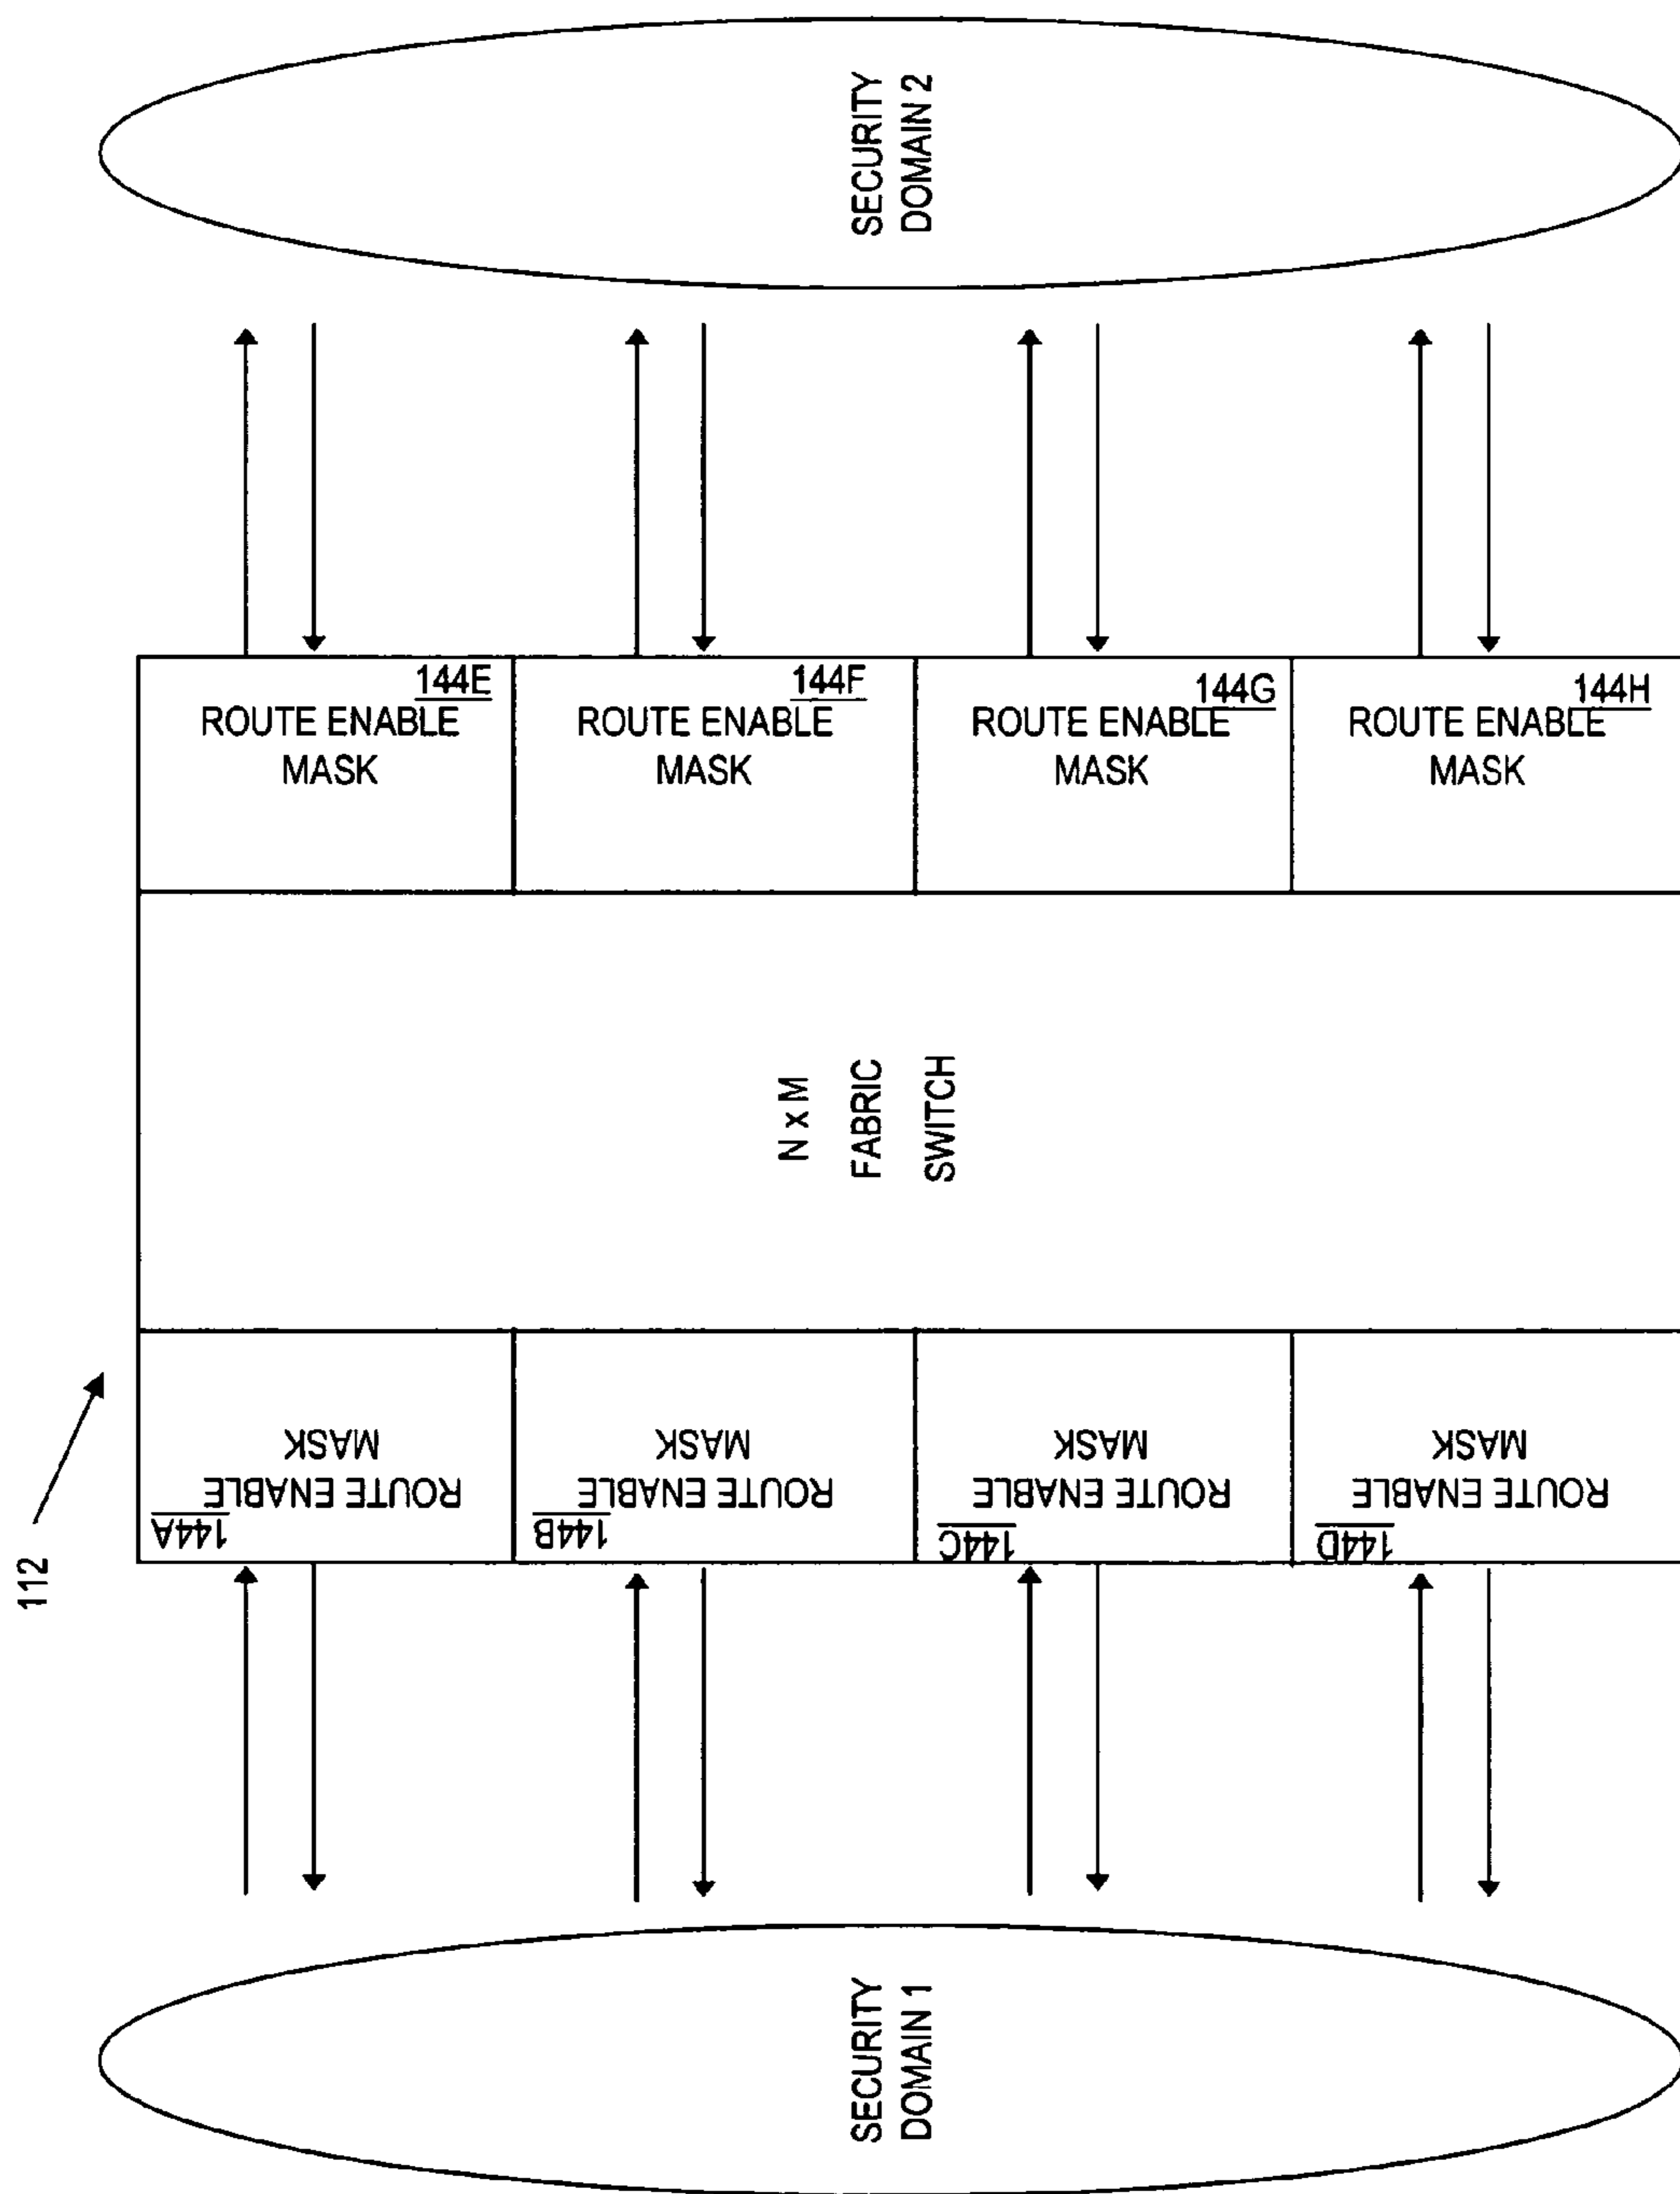 112
SECURITY
DOMAIN 1
144A
ROUTE ENABLE
MASK
144B
ROUTE ENABLE
MASK
144C
ROUTE ENABLE
MASK
144D
ROUTE ENABLE
MASK
N x M
FABRIC
SWITCH
144E
ROUTE ENABLE
MASK
144F
ROUTE ENABLE
MASK
144G
ROUTE ENABLE
MASK
144H
ROUTE ENABLE
MASK
SECURITY
DOMAIN 2